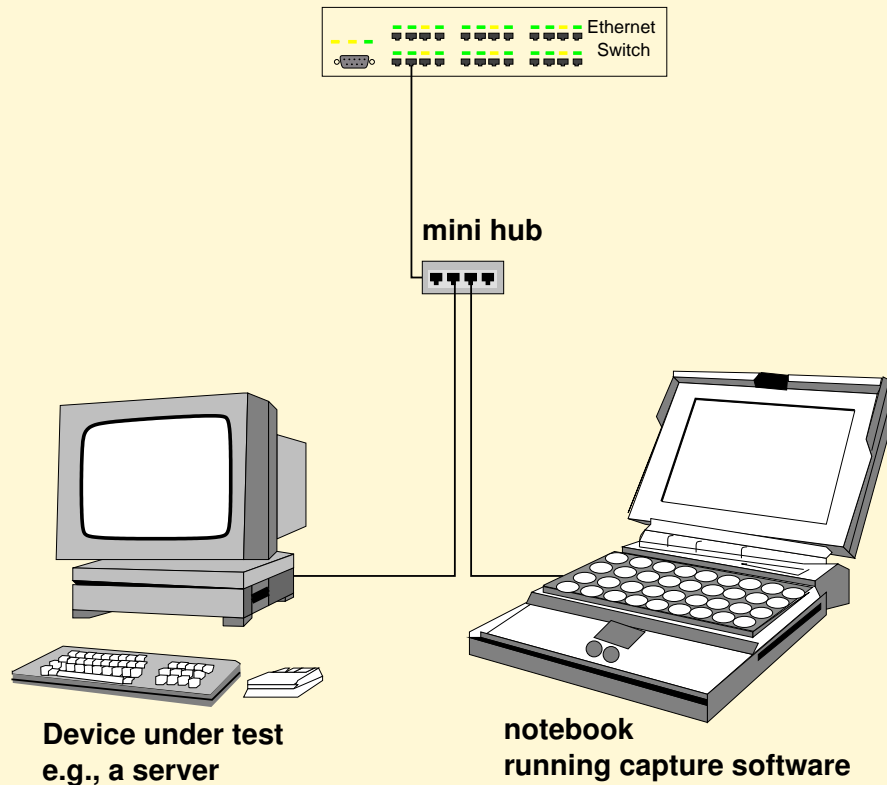 Ethernet
Switch
mini hub
Device under test
e.g., a server
notebook
running capture software